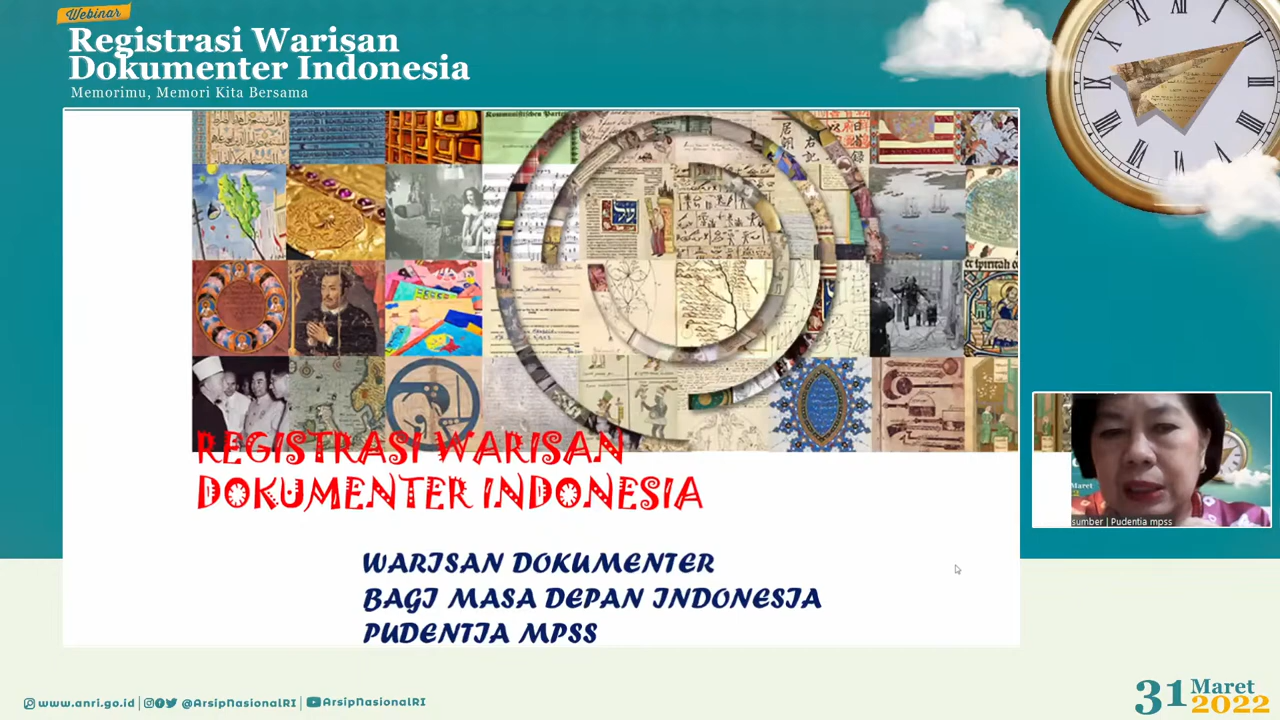 Webinar
Registrasi Warisan
Dokumenter Indonesia
Memorimu, Memori Kita Bersama
REGISTRASI WARISAN
DOKUMENTER INDONESIA
WARISAN DOKUMENTER
BAGI MASA DEPAN INDONESIA
PUDENTIA MPSS
Maret
sumber | Pudentia mpss
www.anri.go.id | @ArsipNasionalRI | ArsipNasionalRI
31 Maret
2022